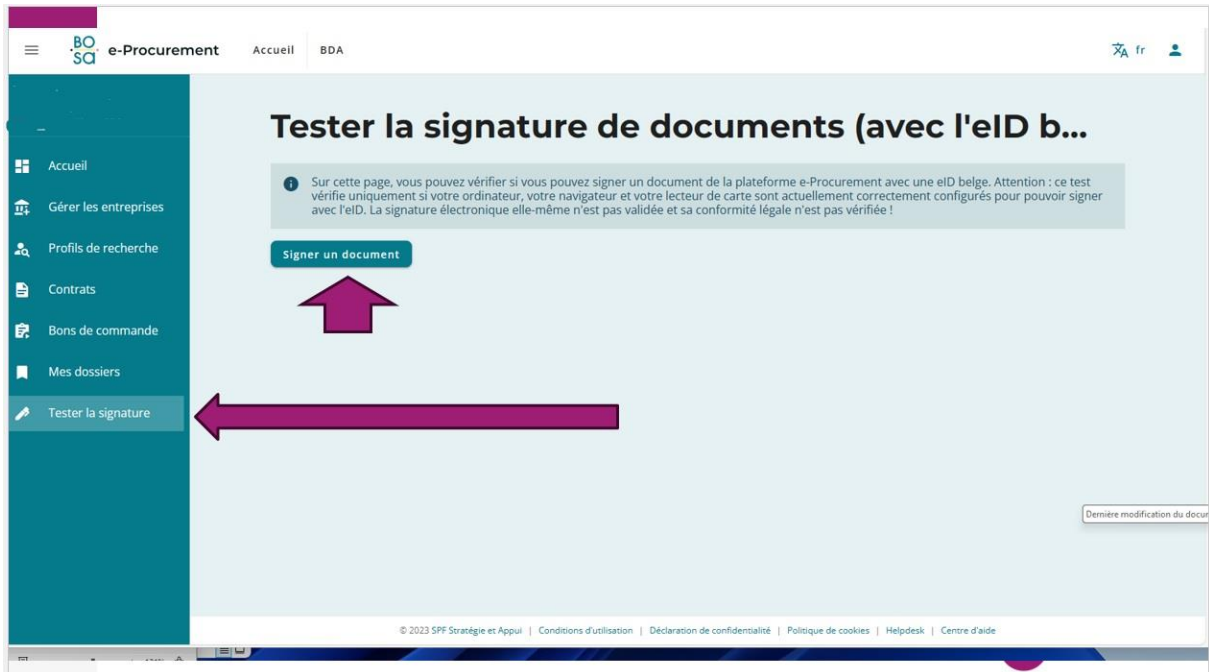 BO
SA e-Procurement Accueil BDA fr
Tester la signature de documents (avec l'eID b...
Sur cette page, vous pouvez vérifier si vous pouvez signer un document de la plateforme e-Procurement avec une eID belge. Attention : ce test
vérifie uniquement si votre ordinateur, votre navigateur et votre lecteur de carte sont actuellement correctement configurés pour pouvoir signer
avec l'eID. La signature électronique elle-même n'est pas validée et sa conformité légale n'est pas vérifiée !
Signer un document
Accueil
Gérer les entreprises
Profils de recherche
Contrats
Bons de commande
Mes dossiers
Tester la signature
Dernière modification du docu
© 2023 SPF Stratégie et Appui | Conditions d'utilisation | Déclaration de confidentialité | Politique de cookies | Helpdesk | Centre d'aide